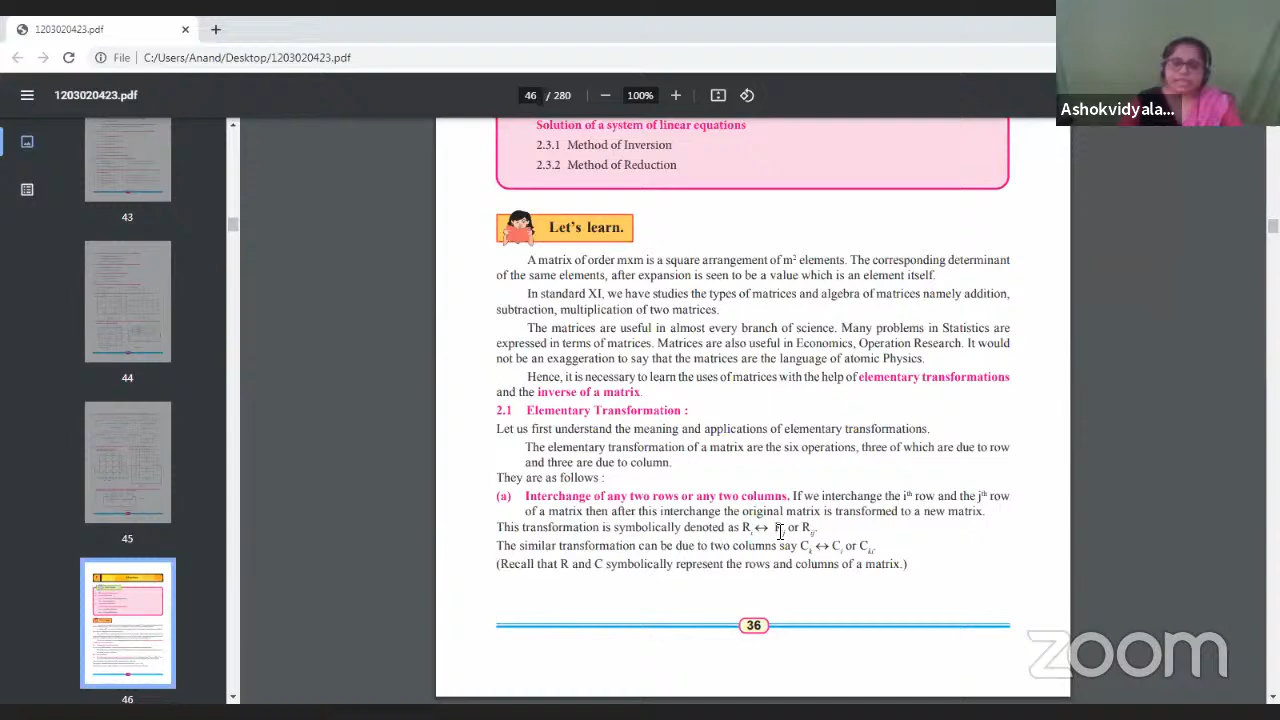 1203020423.pdf
File C:/Users/Anand/Desktop/1203020423.pdf
1203020423.pdf
46 / 280
100%
Ashokvidyala...
43
44
45
46
Solution of a system of linear equations
2.3.1 Method of Inversion
2.3.2 Method of Reduction
Let's learn.
A matrix of order mxm is a square arrangement of m² elements. The corresponding determinant
of the same elements, after expansion is seen to be a value which is an element itself.
In standard XI, we have studies the types of matrices and algebra of matrices namely addition,
subtraction, multiplication of two matrices.
The matrices are useful in almost every branch of science. Many problems in Statistics are
expressed in terms of matrices. Matrices are also useful in Economics, Operation Research. It would
not be an exaggeration to say that the matrices are the language of atomic Physics.
Hence, it is necessary to learn the uses of matrices with the help of elementary transformations
and the inverse of a matrix.
2.1 Elementary Transformation :
Let us first understand the meaning and applications of elementary transformations.
The elementary transformation of a matrix are the six operations, three of which are due to row
and three are due to column.
They are as follows :
(a) Interchange of any two rows or any two columns. If we interchange the iᵗʰ row and the jᵗʰ row
of a matrix then after this interchange the original matrix is transformed to a new matrix.
This transformation is symbolically denoted as Rᵢ ↔ or Rᵢⱼ.
The similar transformation can be due to two columns say Cₖ ↔ Cₗ or Cₖₗ.
(Recall that R and C symbolically represent the rows and columns of a matrix.)
36
zoom